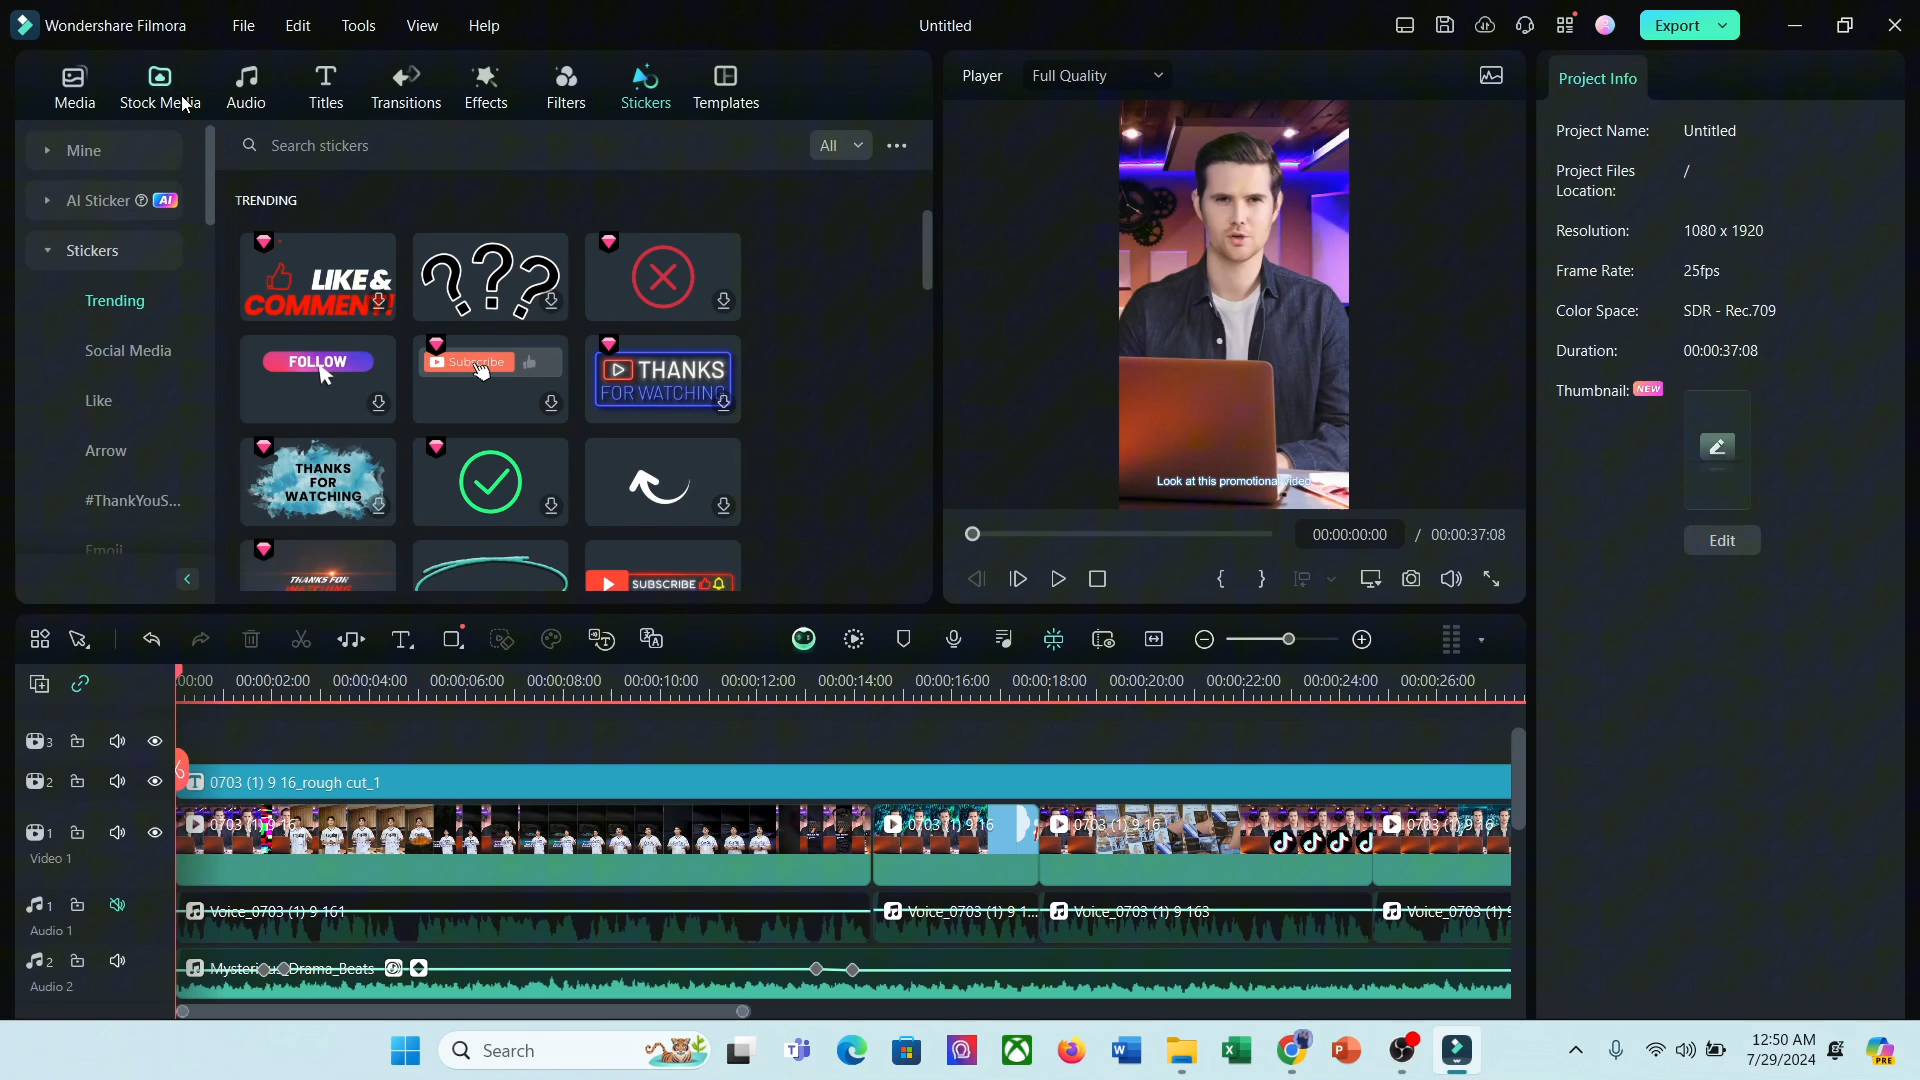 Wondershare Filmora File Edit Tools View Help Untitled Export
Media Stock Media Audio Titles Transitions Effects Filters Stickers Templates
Mine
AI Sticker AI
Stickers
Trending
Social Media
Like
Arrow
#ThankYouS...
Emoji
Search stickers All
TRENDING
LIKE &
COMMENT!
???
FOLLOW
Subscribe
THANKS
FOR WATCHING
THANKS
FOR
WATCHING
THANKS FOR
WATCHING
SUBSCRIBE
Player Full Quality
Look at this promotional video
00:00:00:00 / 00:00:37:08
Project Info
Project Name: Untitled
Project Files
Location: /
Resolution: 1080 x 1920
Frame Rate: 25fps
Color Space: SDR - Rec.709
Duration: 00:00:37:08
Thumbnail: NEW
Edit
:00:00 00:00:02:00 00:00:04:00 00:00:06:00 00:00:08:00 00:00:10:00 00:00:12:00 00:00:14:00 00:00:16:00 00:00:18:00 00:00:20:00 00:00:22:00 00:00:24:00 00:00:26:00
3
2 0703 (1) 9 16_rough cut_1
1 0703 (1) 9 16 0703 (1) 9 16 0703 (1) 9 16 0703 (1) 9 16
Video 1
1 Voice_0703 (1) 9 161 Voice_0703 (1) 9 1... Voice_0703 (1) 9 163 Voice_0703 (1) 9
Audio 1
2 Mysterious_Drama_Beats
Audio 2
Search
PRE
12:50 AM
7/29/2024